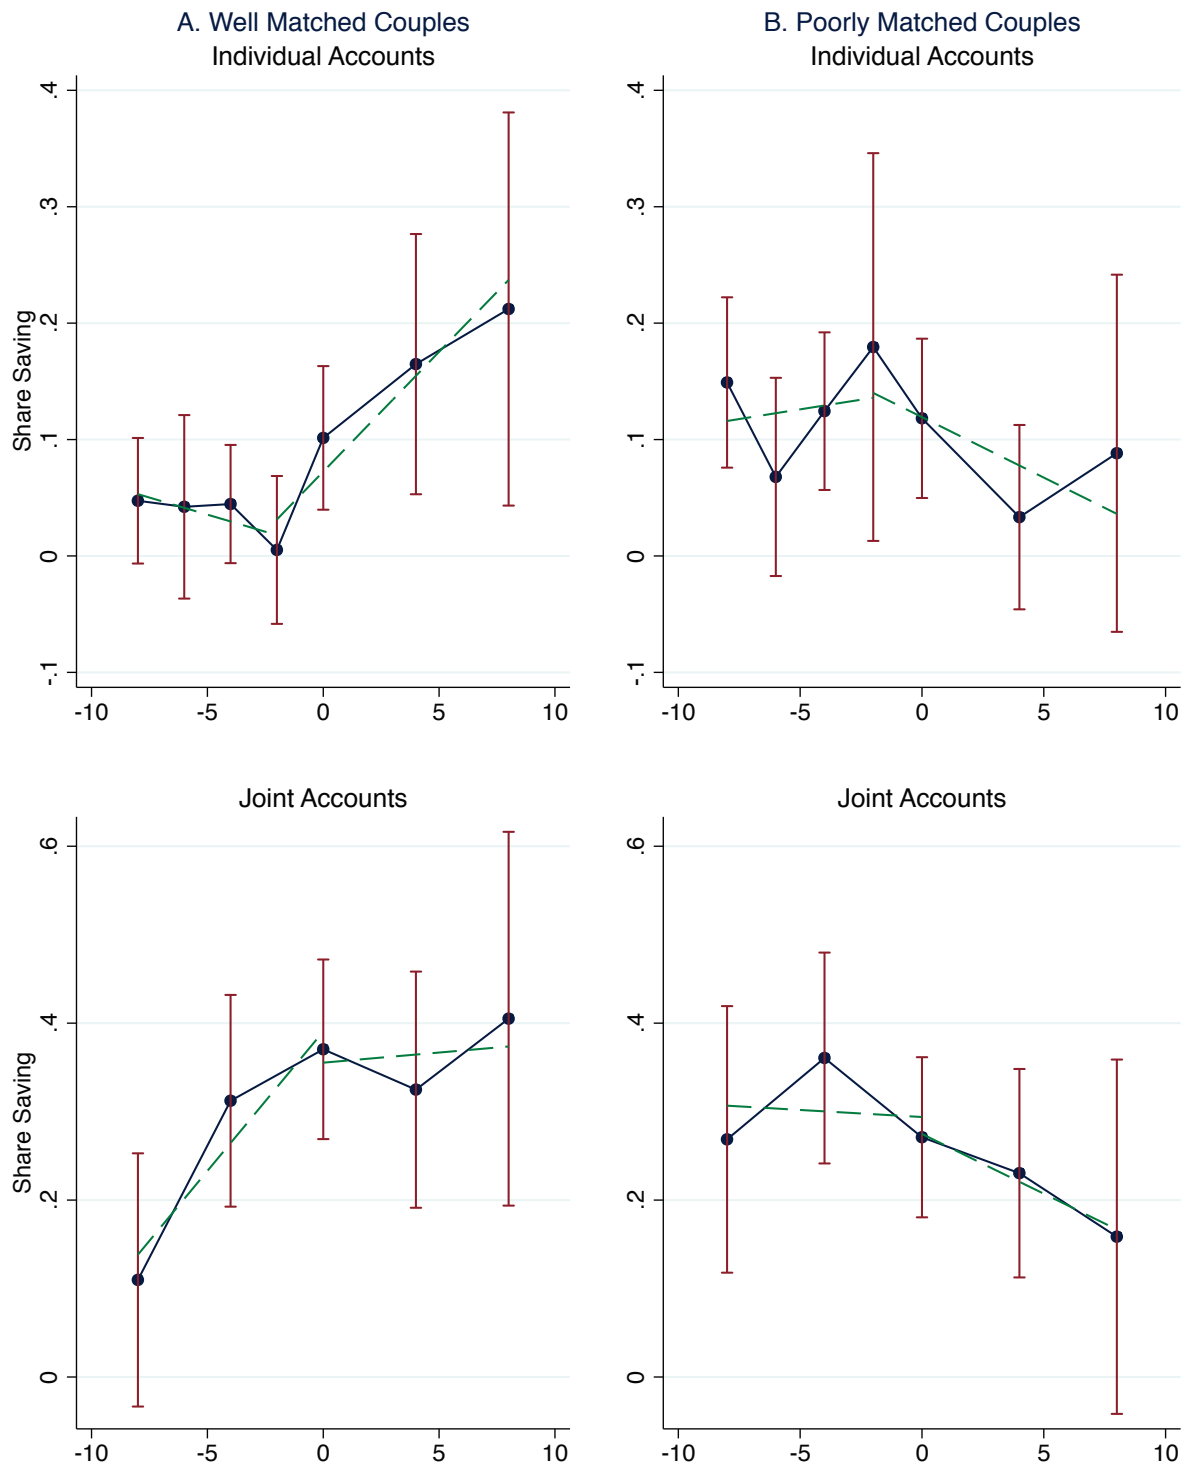 A. Well Matched Couples
Individual Accounts
Share Saving
.4
.3
.2
.1
0
-.1
-10 -5 0 5 10
B. Poorly Matched Couples
Individual Accounts
.4
.3
.2
.1
0
-.1
-10 -5 0 5 10
Joint Accounts
Share Saving
.6
.4
.2
0
-10 -5 0 5 10
Joint Accounts
.6
.4
.2
0
-10 -5 0 5 10